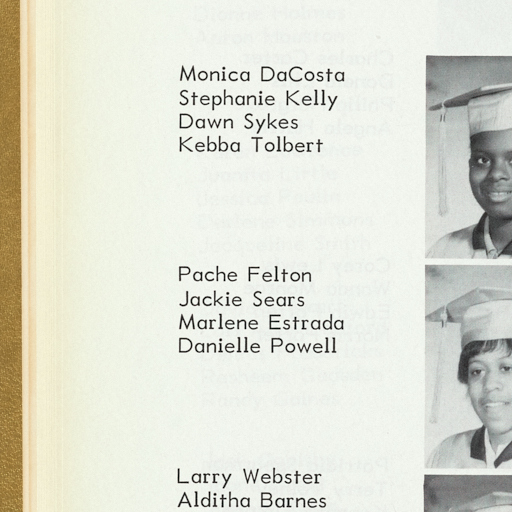 Monica DaCosta
Stephanie Kelly
Dawn Sykes
Kebba Tolbert
Pache Felton
Jackie Sears
Marlene Estrada
Danielle Powell
Larry Webster
Alditha Barnes